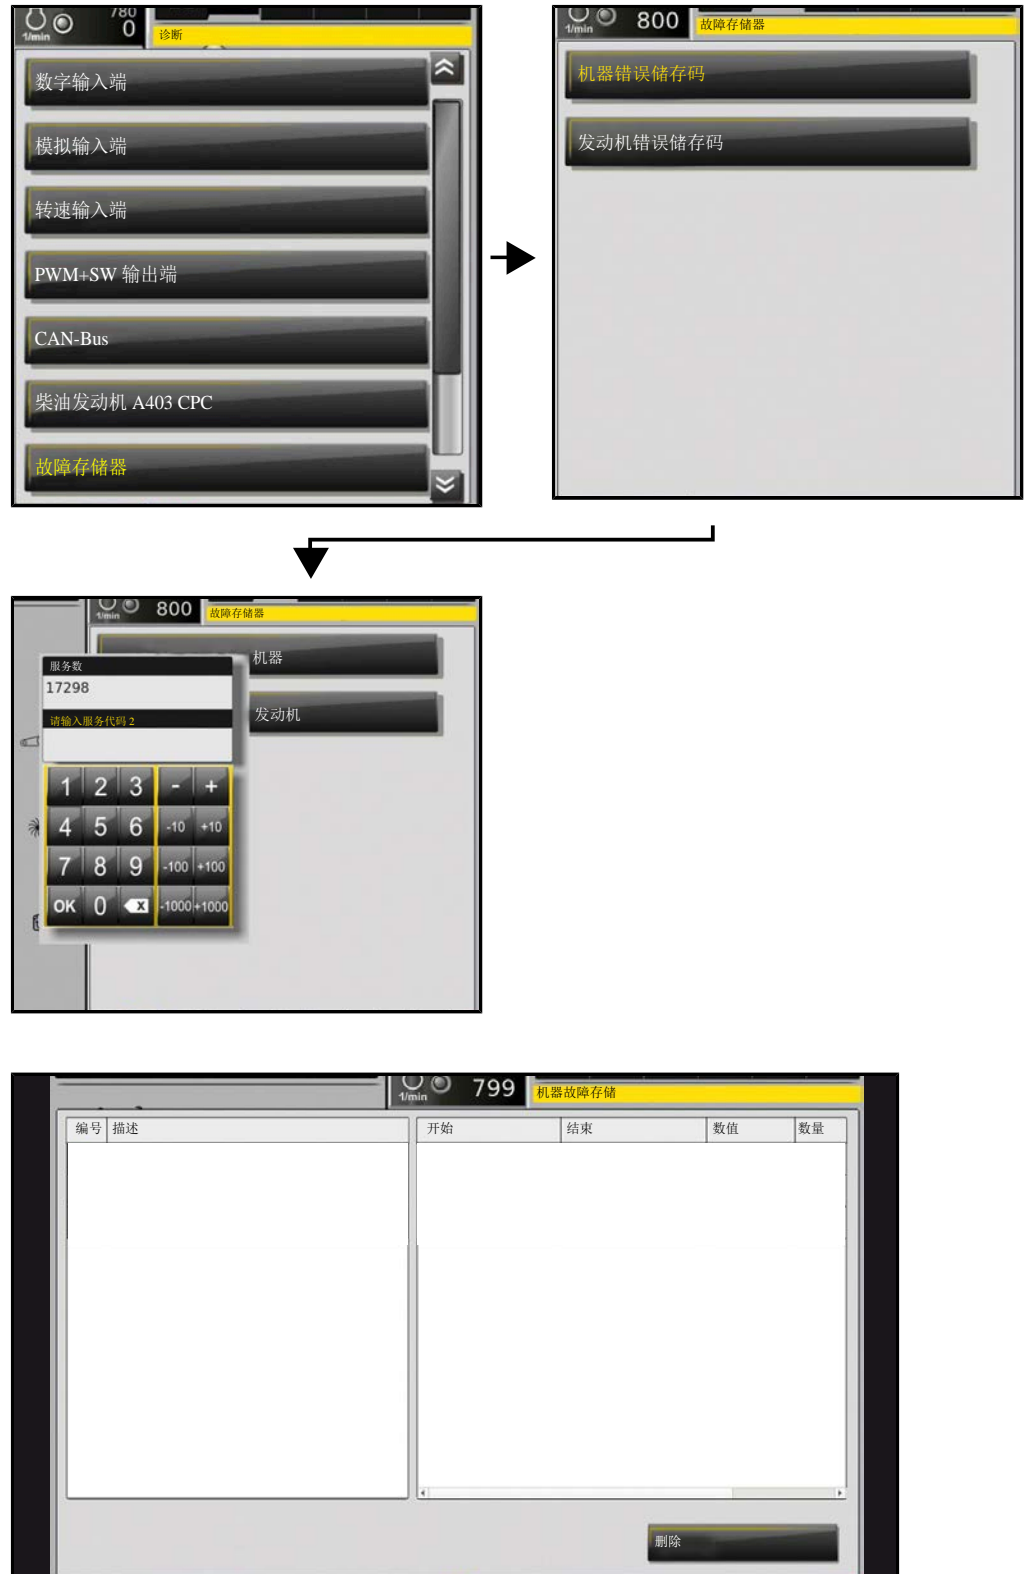 780
1/min
0
诊断
数字输入端
模拟输入端
转速输入端
PWM+SW 输出端
CAN-Bus
柴油发动机 A403 CPC
故障存储器
1/min
800
故障存储器
机器错误储存码
发动机错误储存码
1/min
800
故障存储器
机器
发动机
服务数
17298
请输入服务代码 2
1 2 3 - +
4 5 6 -10 +10
7 8 9 -100 +100
OK 0 X -1000 +1000
1/min
799
机器故障存储
编号 描述 开始 结束 数值 数量
删除